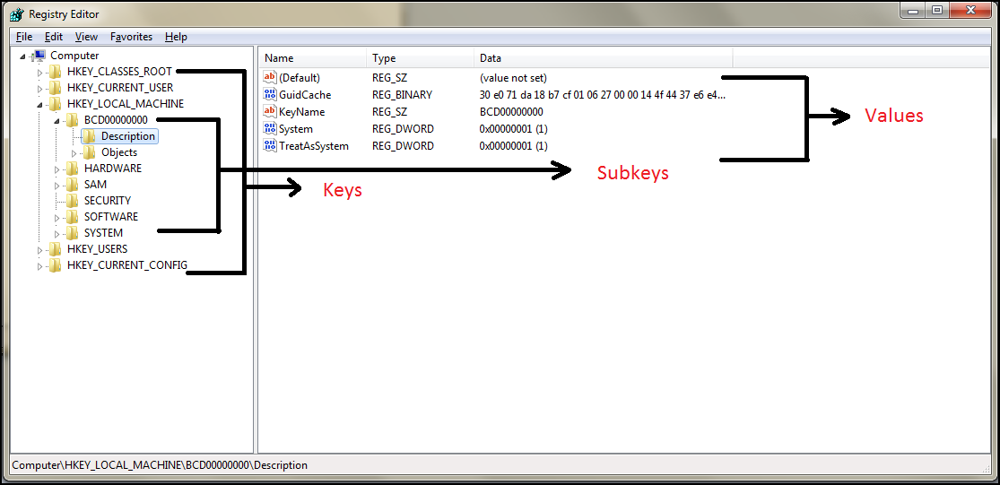 Registry Editor
File Edit View Favorites Help
Computer
HKEY_CLASSES_ROOT
HKEY_CURRENT_USER
HKEY_LOCAL_MACHINE
BCD00000000
Description
Objects
HARDWARE
SAM
SECURITY
SOFTWARE
SYSTEM
HKEY_USERS
HKEY_CURRENT_CONFIG
Name Type Data
(Default) REG_SZ (value not set)
GuidCache REG_BINARY 30 e0 71 da 18 b7 cf 01 06 27 00 00 14 4f 44 37 e6 e4...
KeyName REG_SZ BCD00000000
System REG_DWORD 0x00000001 (1)
TreatAsSystem REG_DWORD 0x00000001 (1)
Values
Subkeys
Keys
Computer\HKEY_LOCAL_MACHINE\BCD00000000\Description